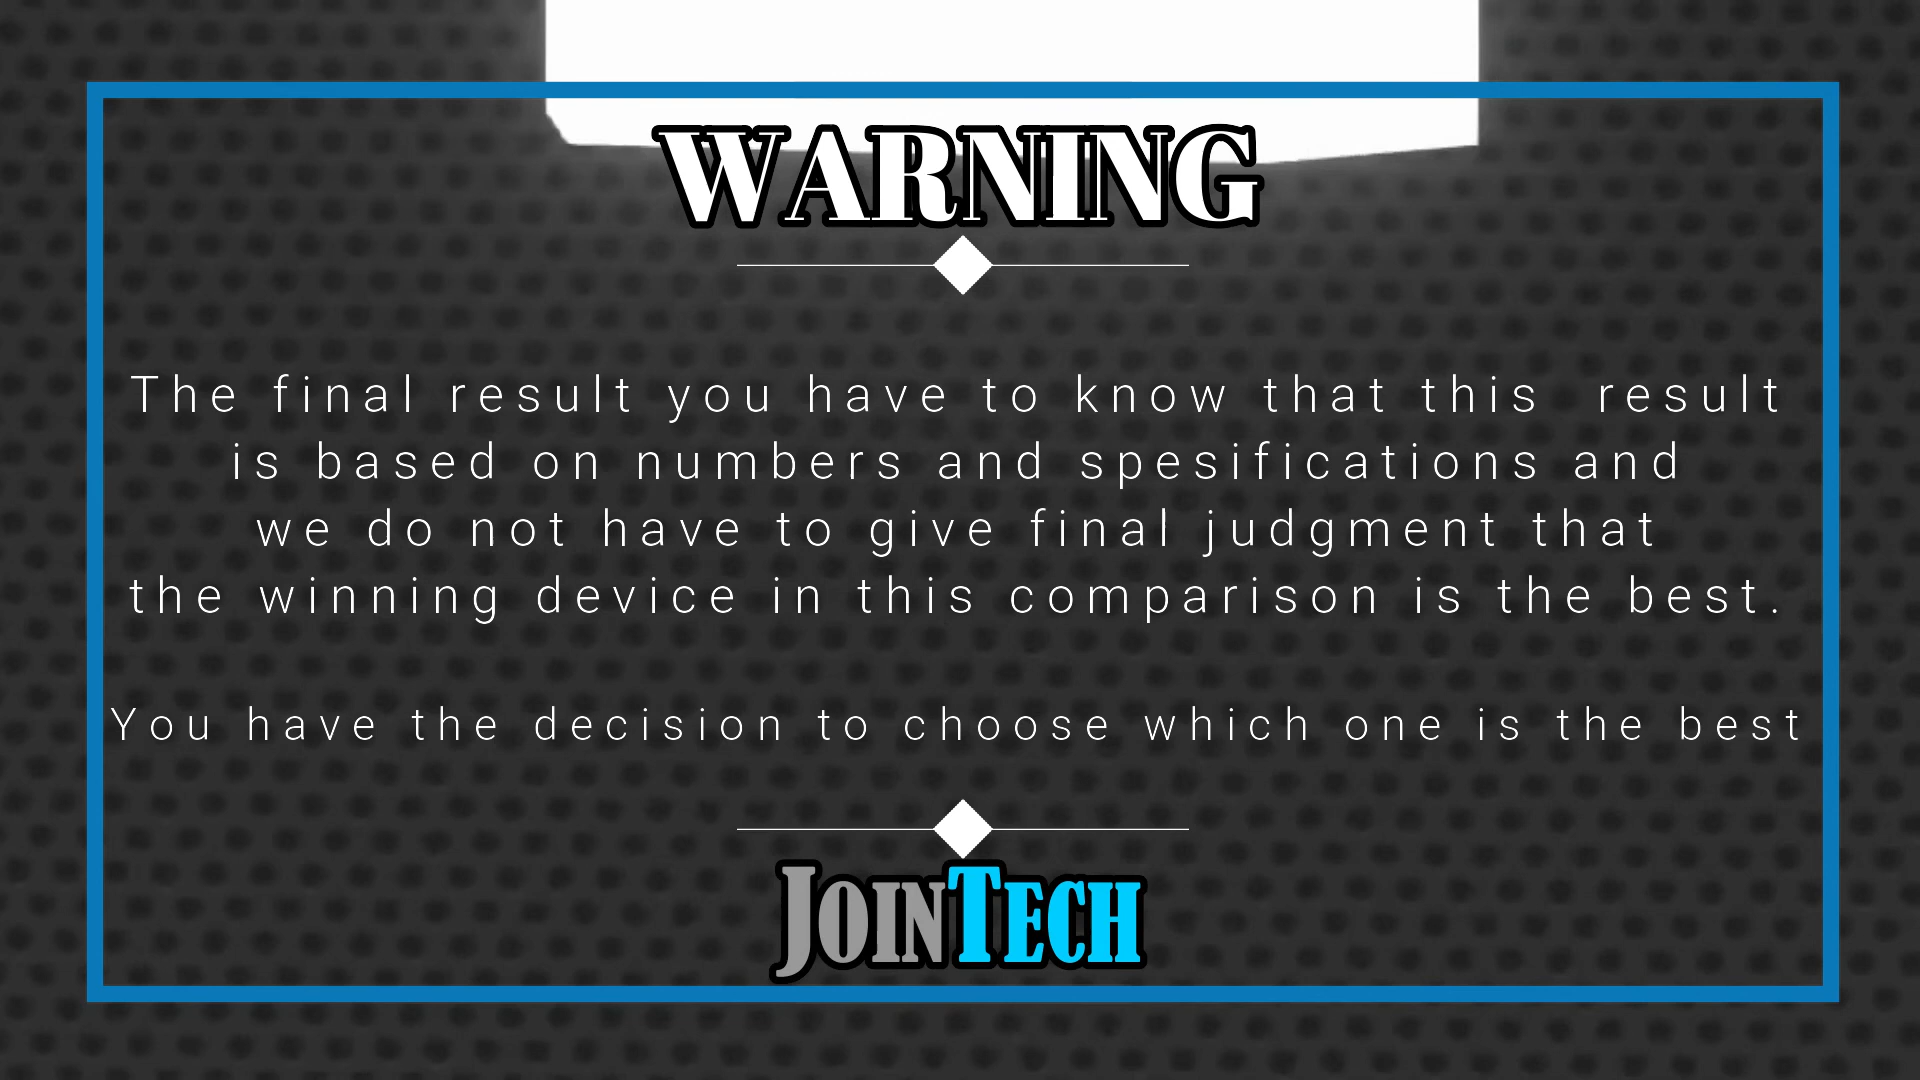 WARNING
The final result you have to know that this result
is based on numbers and spesifications and
we do not have to give final judgment that
the winning device in this comparison is the best.
You have the decision to choose which one is the best
JOINTECH